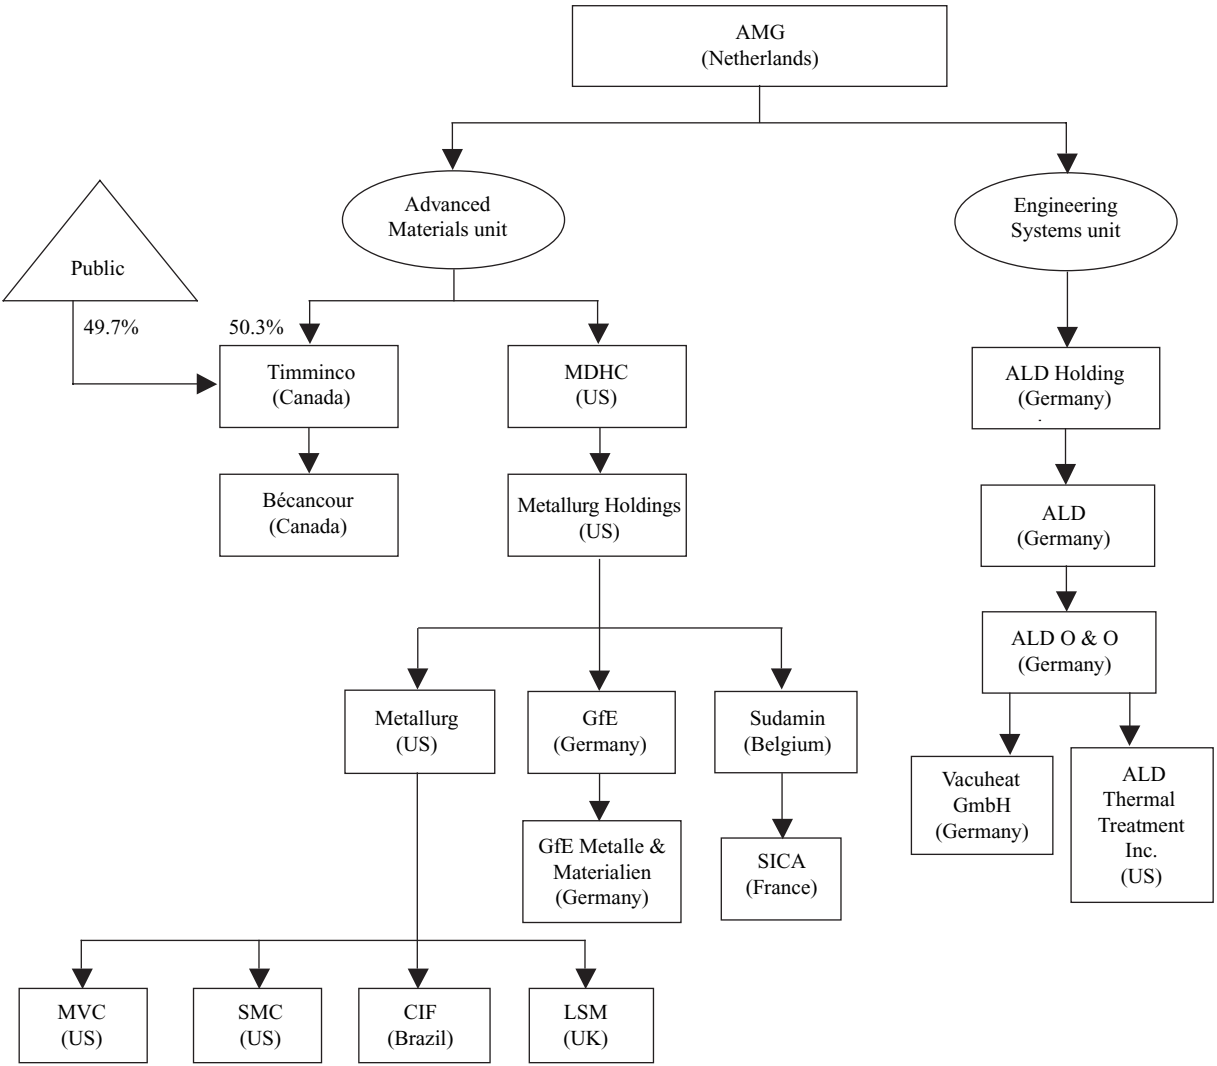 AMG
(Netherlands)
Advanced
Materials unit
Engineering
Systems unit
Public
49.7%
50.3%
Timminco
(Canada)
MDHC
(US)
ALD Holding
(Germany)
Bécancour
(Canada)
Metallurg Holdings
(US)
ALD
(Germany)
ALD O & O
(Germany)
Metallurg
(US)
GfE
(Germany)
Sudamin
(Belgium)
Vacuheat
GmbH
(Germany)
ALD
Thermal
Treatment
Inc.
(US)
GfE Metalle &
Materialien
(Germany)
SICA
(France)
MVC
(US)
SMC
(US)
CIF
(Brazil)
LSM
(UK)